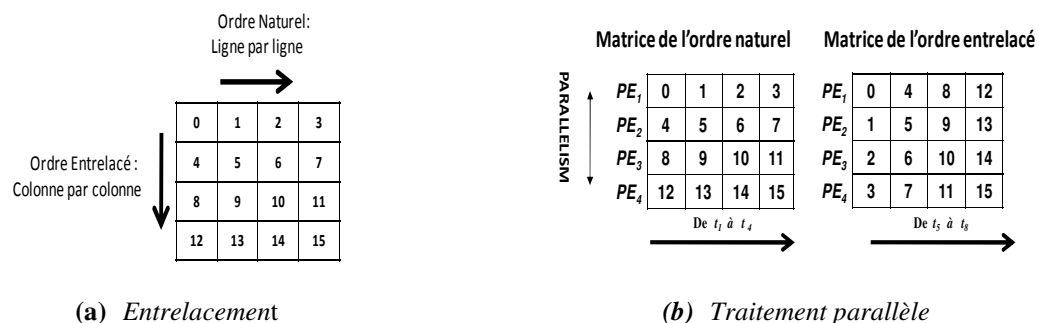 Ordre Naturel:
Ligne par ligne
0 1 2 3
4 5 6 7
8 9 10 11
12 13 14 15
Ordre Entrelacé :
Colonne par colonne
(a) Entrelacement
Matrice de l'ordre naturel
PARALLELISM
PE1 0 1 2 3
PE2 4 5 6 7
PE3 8 9 10 11
PE4 12 13 14 15
De t1 à t4
Matrice de l'ordre entrelacé
PE1 0 4 8 12
PE2 1 5 9 13
PE3 2 6 10 14
PE4 3 7 11 15
De t5 à t8
(b) Traitement parallèle